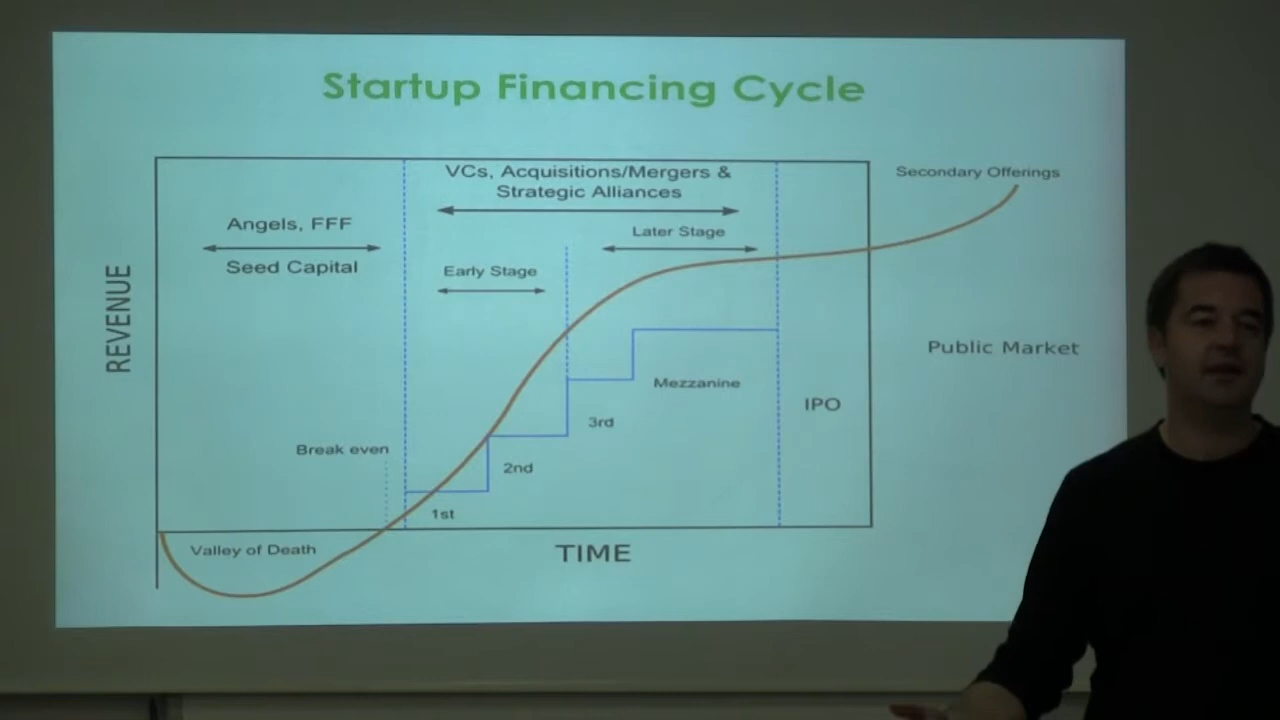 Startup Financing Cycle
VCs, Acquisitions/Mergers &
Strategic Alliances
Secondary Offerings
Angels, FFF
Later Stage
Seed Capital
Early Stage
REVENUE
Public Market
Mezzanine
IPO
3rd
Break even
2nd
1st
Valley of Death
TIME